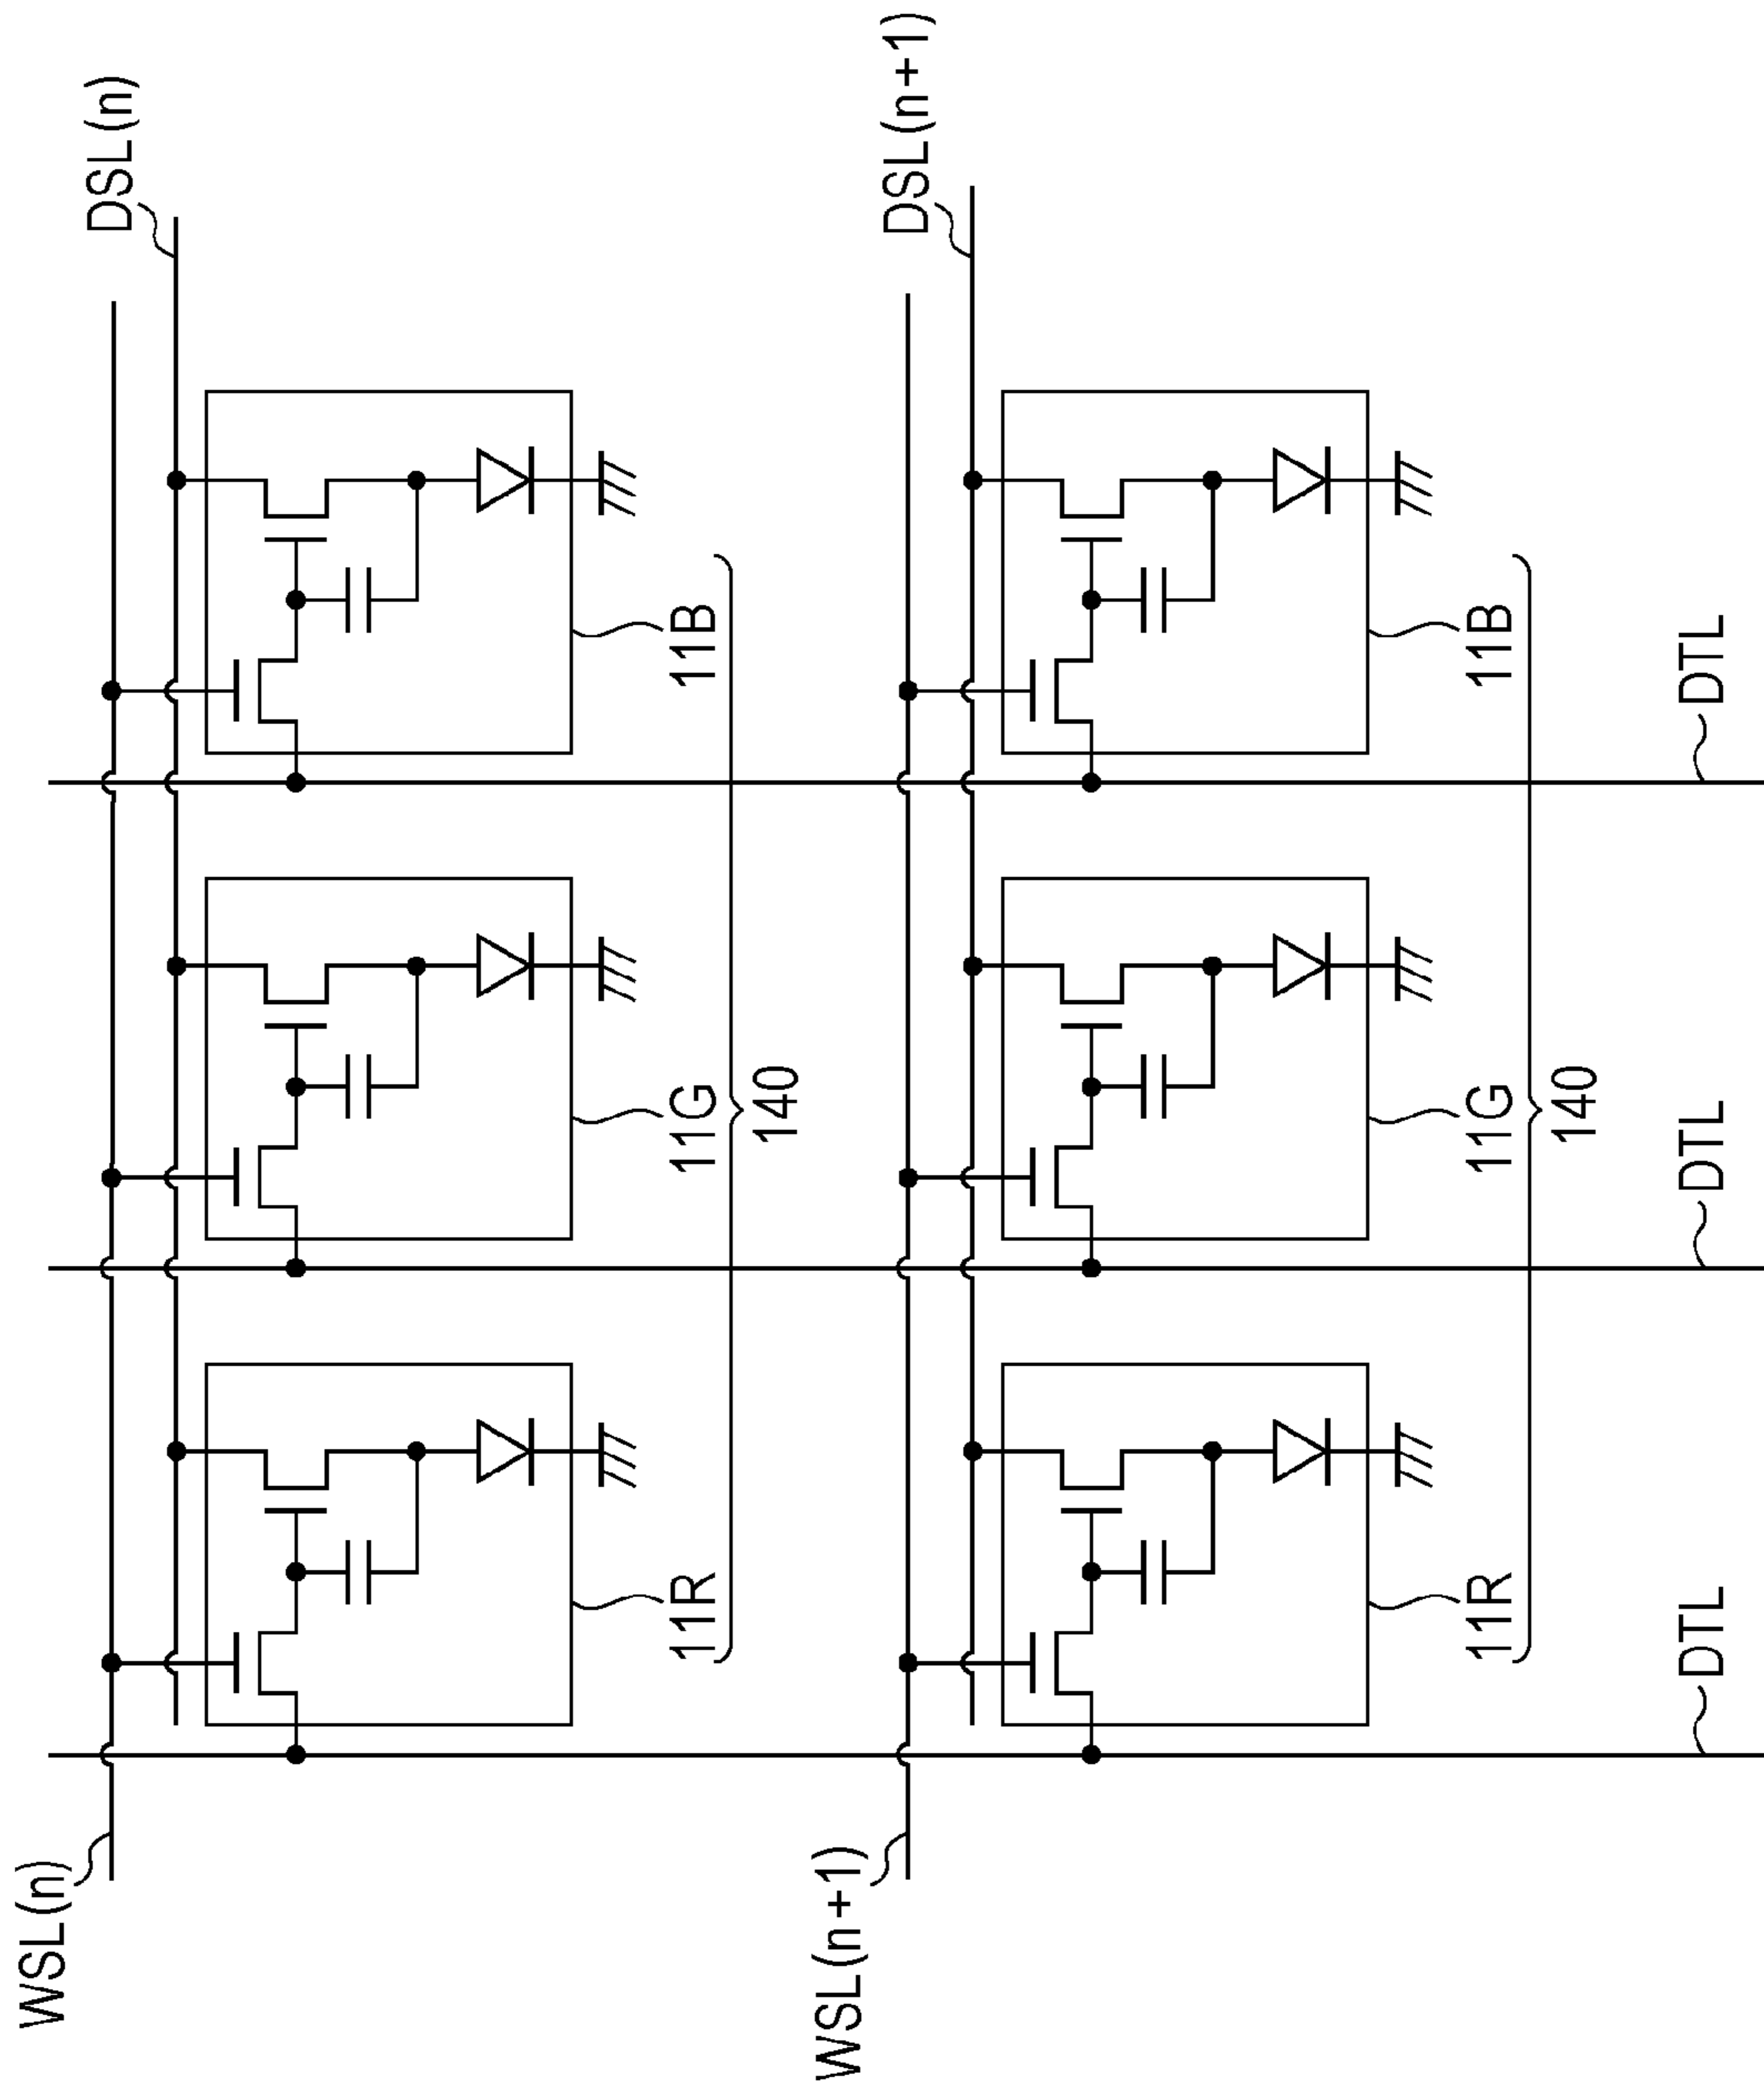 WSL(n)
DSL(n)
11R
11G
11B
140
WSL(n+1)
DSL(n+1)
11R
11G
11B
140
DTL
DTL
DTL